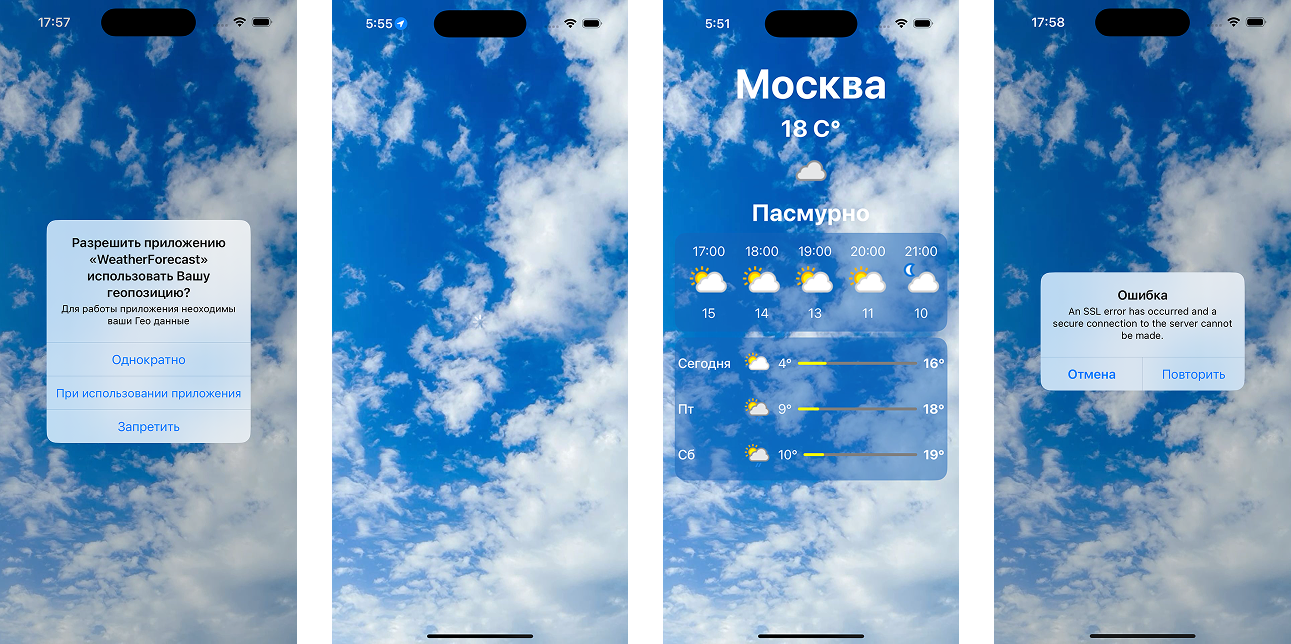 17:57
Разрешить приложению
«WeatherForecast»
использовать Вашу
геопозицию?
Для работы приложения неоходимы
ваши Гео данные
Однократно
При использовании приложения
Запретить
5:55
5:51
Москва
18 C°
Пасмурно
17:00 18:00 19:00 20:00 21:00
15 14 13 11 10
Сегодня 4° 16°
Пт 9° 18°
Сб 10° 19°
17:58
Ошибка
An SSL error has occurred and a
secure connection to the server cannot
be made.
Отмена Повторить